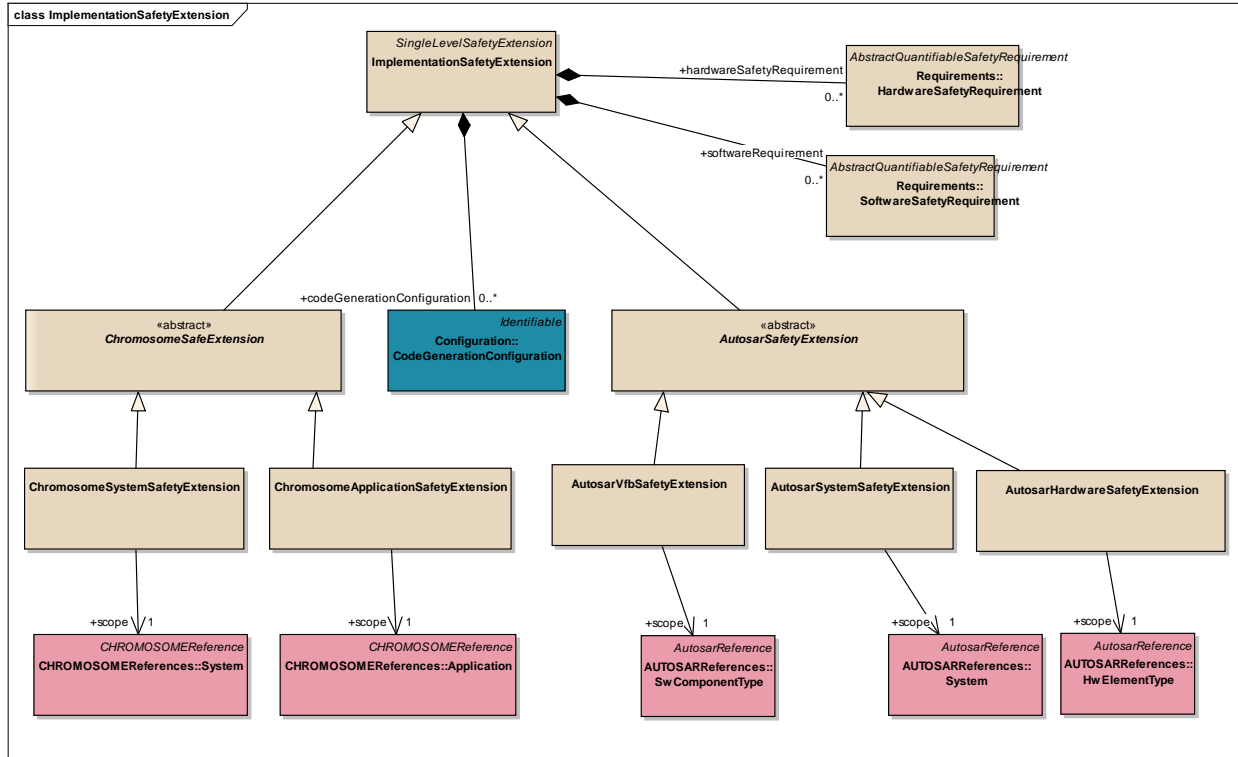 class ImplementationSafetyExtension
SingleLevelSafetyExtension
ImplementationSafetyExtension
+hardwareSafetyRequirement
0..*
AbstractQuantifiableSafetyRequirement
Requirements::
HardwareSafetyRequirement
+softwareRequirement
0..*
AbstractQuantifiableSafetyRequirement
Requirements::
SoftwareSafetyRequirement
+codeGenerationConfiguration 0..*
«abstract»
ChromosomeSafeExtension
Identifiable
Configuration::
CodeGenerationConfiguration
«abstract»
AutosarSafetyExtension
ChromosomeSystemSafetyExtension
ChromosomeApplicationSafetyExtension
AutosarVfbSafetyExtension
AutosarSystemSafetyExtension
AutosarHardwareSafetyExtension
+scope 1
+scope 1
+scope 1
+scope 1
+scope 1
CHROMOSOMEReference
CHROMOSOMEReferences::System
CHROMOSOMEReference
CHROMOSOMEReferences::Application
AutosarReference
AUTOSARReferences::
SwComponentType
AutosarReference
AUTOSARReferences::
System
AutosarReference
AUTOSARReferences::
HwElementType